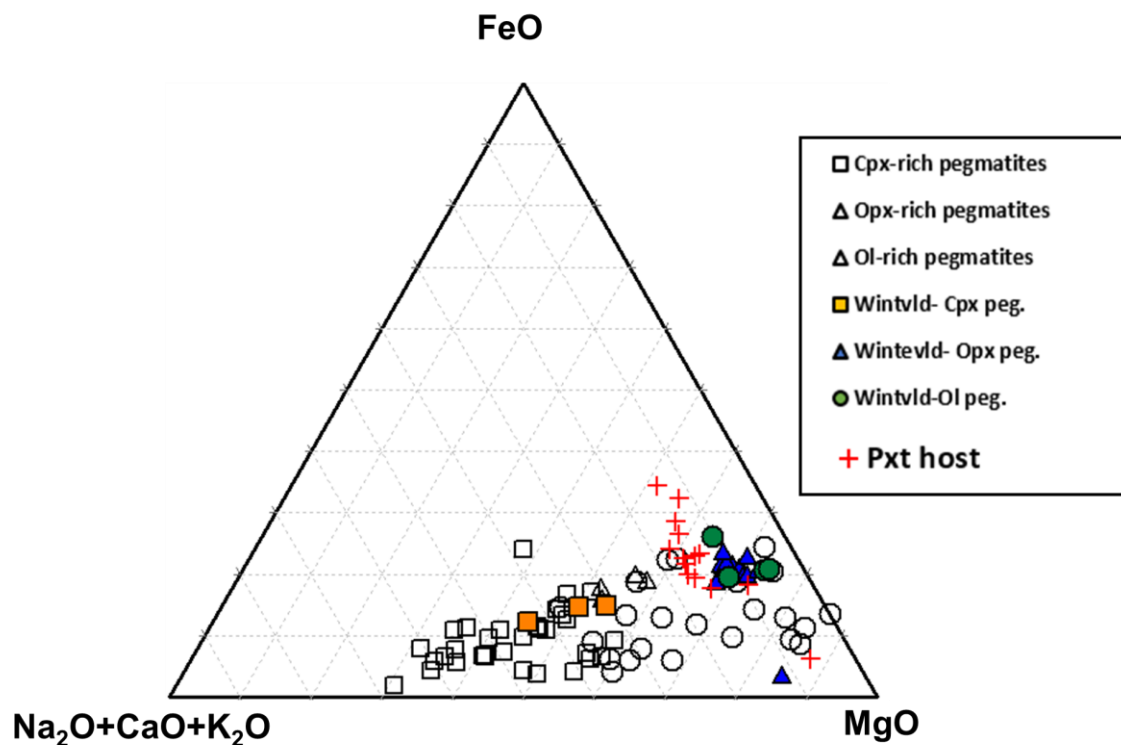 FeO
Cpx-rich pegmatites
Opx-rich pegmatites
Ol-rich pegmatites
Wintvld- Cpx peg.
Wintevld- Opx peg.
Wintvld-Ol peg.
Pxt host
Na₂O+CaO+K₂O
MgO